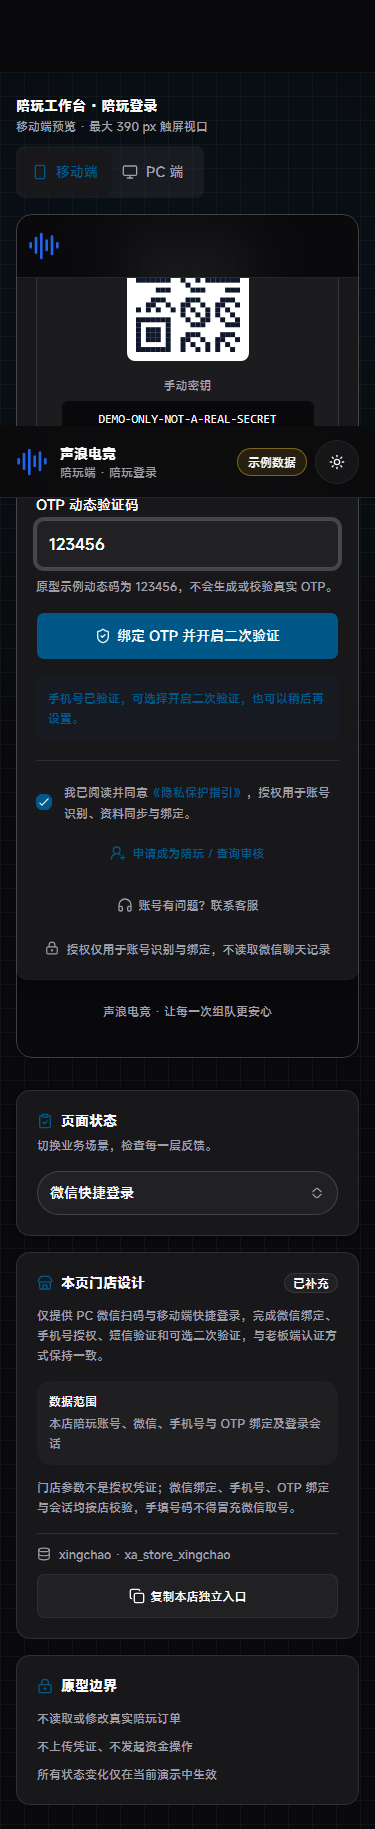 陪玩工作台 · 陪玩登录
移动端预览 · 最大 390 px 触屏视口
移动端
PC 端
手动密钥
DEMO-ONLY-NOT-A-REAL-SECRET
声浪电竞
陪玩端 · 陪玩登录
示例数据
OTP 动态验证码
123456
原型示例动态码为 123456，不会生成或校验真实 OTP。
绑定 OTP 并开启二次验证
手机号已验证，可选择开启二次验证，也可以稍后再
设置。
我已阅读并同意《隐私保护指引》，授权用于账号
识别、资料同步与绑定。
申请成为陪玩 / 查询审核
账号有问题？联系客服
授权仅用于账号识别与绑定，不读取微信聊天记录
声浪电竞 · 让每一次组队更安心
页面状态
切换业务场景，检查每一层反馈。
微信快捷登录
本页门店设计
已补充
仅提供 PC 微信扫码与移动端快捷登录，完成微信绑定、
手机号授权、短信验证和可选二次验证，与老板端认证方
式保持一致。
数据范围
本店陪玩账号、微信、手机号与 OTP 绑定及登录会
话
门店参数不是授权凭证；微信绑定、手机号、OTP 绑定
与会话均按店校验，手填号码不得冒充微信取号。
xingchao · xa_store_xingchao
复制本店独立入口
原型边界
不读取或修改真实陪玩订单
不上传凭证、不发起资金操作
所有状态变化仅在当前演示中生效